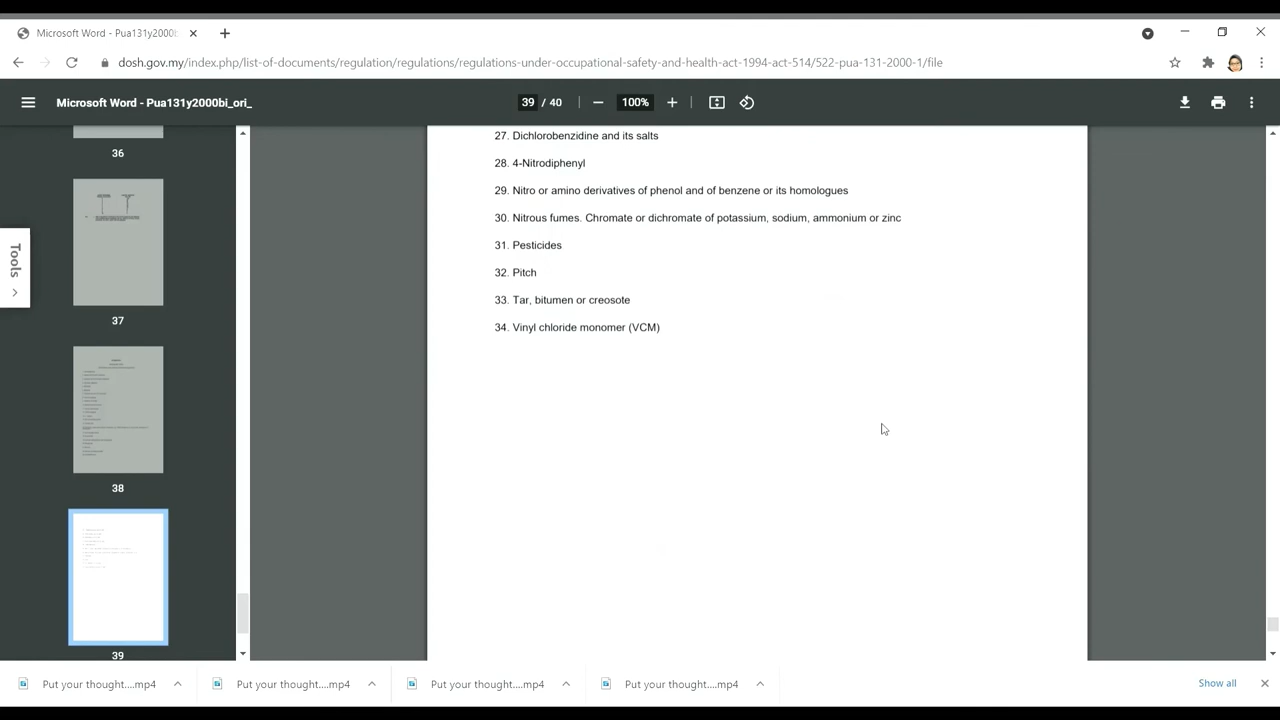 Microsoft Word - Pua131y2000b
dosh.gov.my/index.php/list-of-documents/regulation/regulations/regulations-under-occupational-safety-and-health-act-1994-act-514/522-pua-131-2000-1/file
Microsoft Word - Pua131y2000bi_ori_
39 / 40
100%
36
37
38
39
Tools
27. Dichlorobenzidine and its salts
28. 4-Nitrodiphenyl
29. Nitro or amino derivatives of phenol and of benzene or its homologues
30. Nitrous fumes. Chromate or dichromate of potassium, sodium, ammonium or zinc
31. Pesticides
32. Pitch
33. Tar, bitumen or creosote
34. Vinyl chloride monomer (VCM)
Put your thought....mp4
Put your thought....mp4
Put your thought....mp4
Put your thought....mp4
Show all